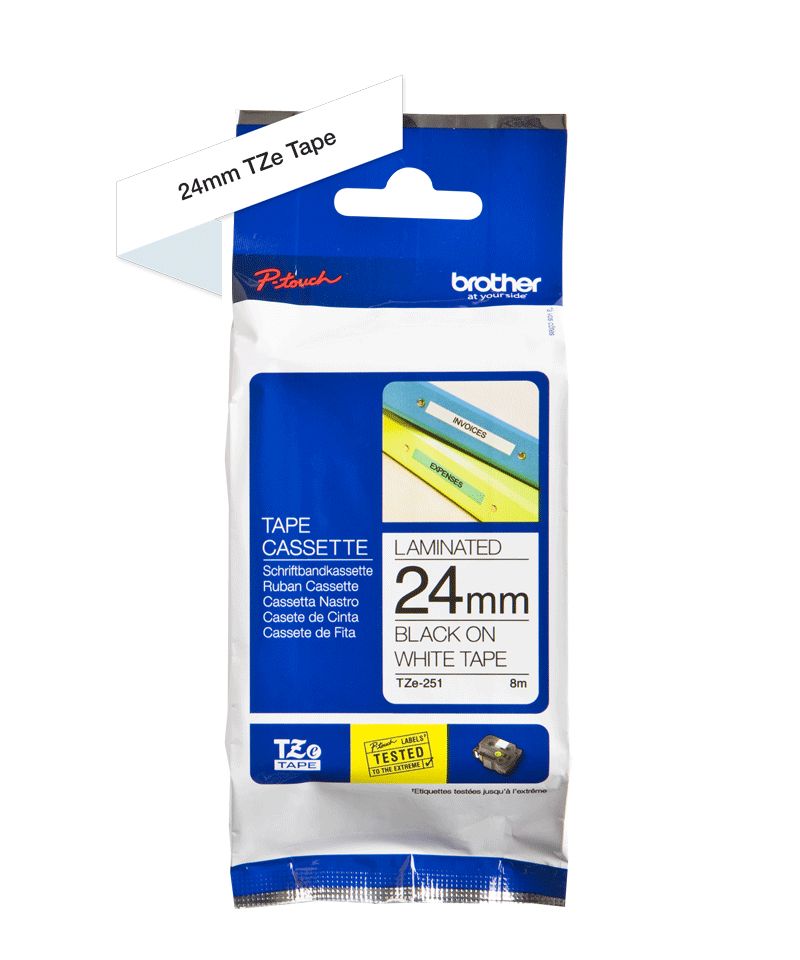 24mm TZe Tape
P-touch
brother
at your side
INVOICES
EXPENSES
TAPE
CASSETTE
Schriftbandkassette
Ruban Cassette
Cassetta Nastro
Casete de Cinta
Cassete de Fita
LAMINATED
24mm
BLACK ON
WHITE TAPE
TZe-251 8m
TZe
TAPE
P-touch LABELS¹
TESTED
TO THE EXTREME
¹Etiquettes testées jusqu'à l'extrême